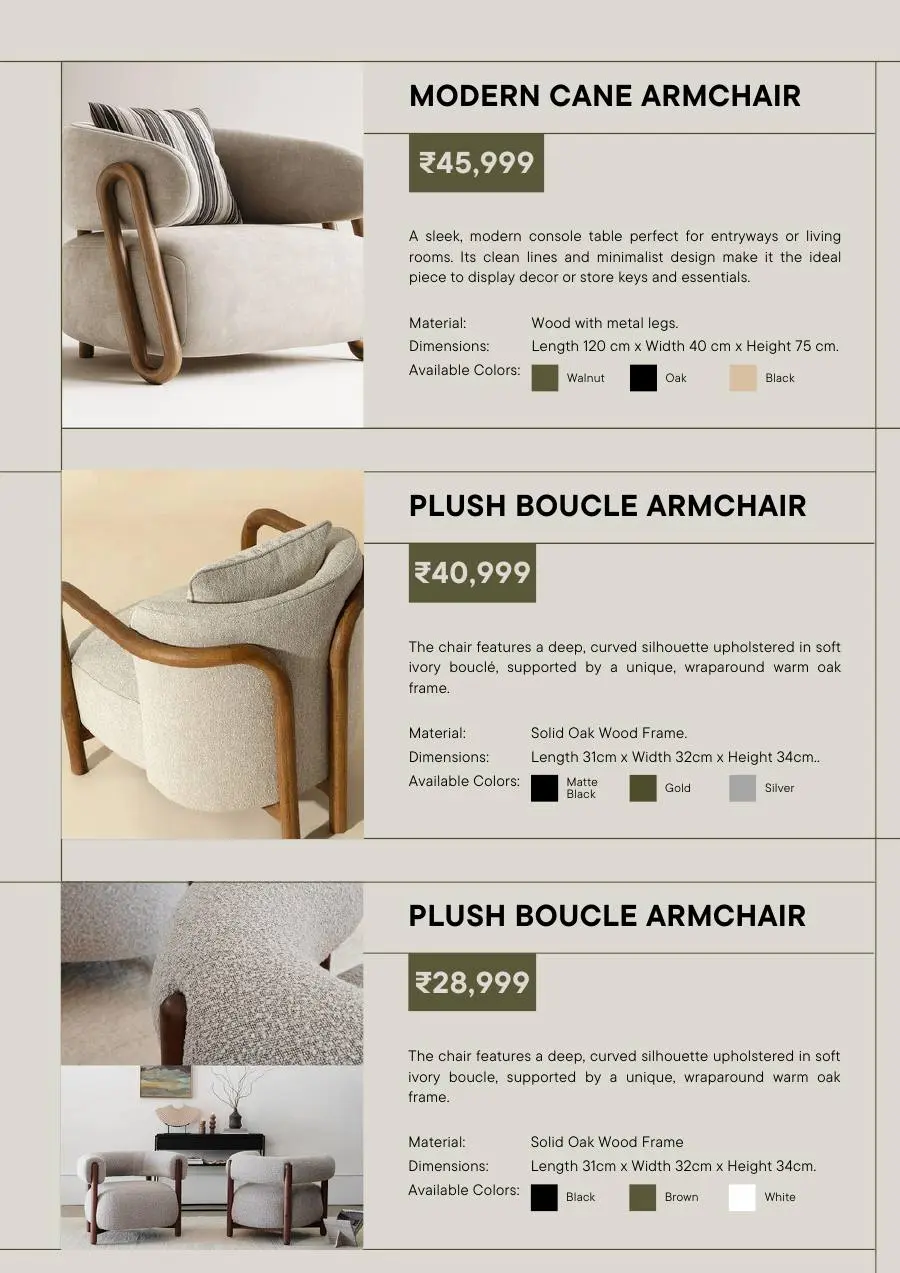 MODERN CANE ARMCHAIR
₹45,999
A sleek, modern console table perfect for entryways or living
rooms. Its clean lines and minimalist design make it the ideal
piece to display decor or store keys and essentials.
Material: Wood with metal legs.
Dimensions: Length 120 cm x Width 40 cm x Height 75 cm.
Available Colors: Walnut Oak Black
PLUSH BOUCLE ARMCHAIR
₹40,999
The chair features a deep, curved silhouette upholstered in soft
ivory bouclé, supported by a unique, wraparound warm oak
frame.
Material: Solid Oak Wood Frame.
Dimensions: Length 31cm x Width 32cm x Height 34cm..
Available Colors: Matte Black Gold Silver
PLUSH BOUCLE ARMCHAIR
₹28,999
The chair features a deep, curved silhouette upholstered in soft
ivory boucle, supported by a unique, wraparound warm oak
frame.
Material: Solid Oak Wood Frame
Dimensions: Length 31cm x Width 32cm x Height 34cm.
Available Colors: Black Brown White